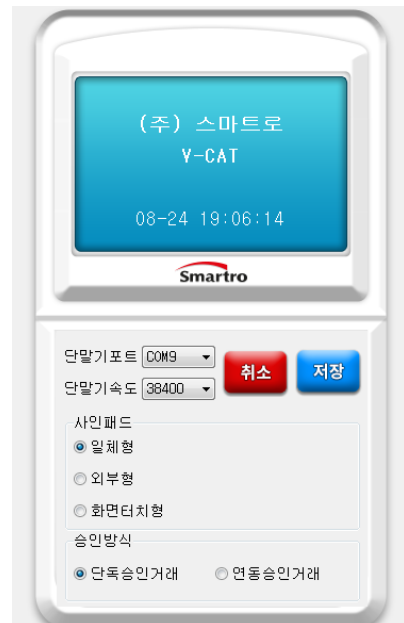 (주) 스마트로
V-CAT
08-24 19:06:14
Smartro
단말기포트 COM9
단말기속도 38400
취소
저장
사인패드
일체형
외부형
화면터치형
승인방식
단독승인거래 연동승인거래